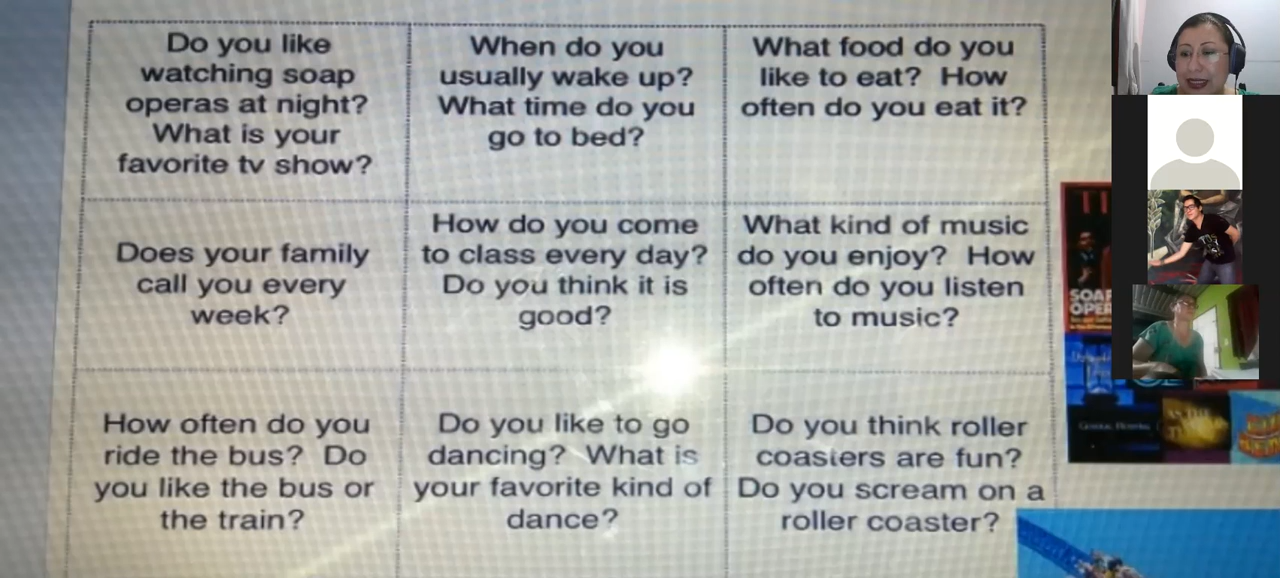 Do you like
watching soap
operas at night?
What is your
favorite tv show?
When do you
usually wake up?
What time do you
go to bed?
What food do you
like to eat? How
often do you eat it?
Does your family
call you every
week?
How do you come
to class every day?
Do you think it is
good?
What kind of music
do you enjoy? How
often do you listen
to music?
How often do you
ride the bus? Do
you like the bus or
the train?
Do you like to go
dancing? What is
your favorite kind of
dance?
Do you think roller
coasters are fun?
Do you scream on a
roller coaster?
SOAP
OPER